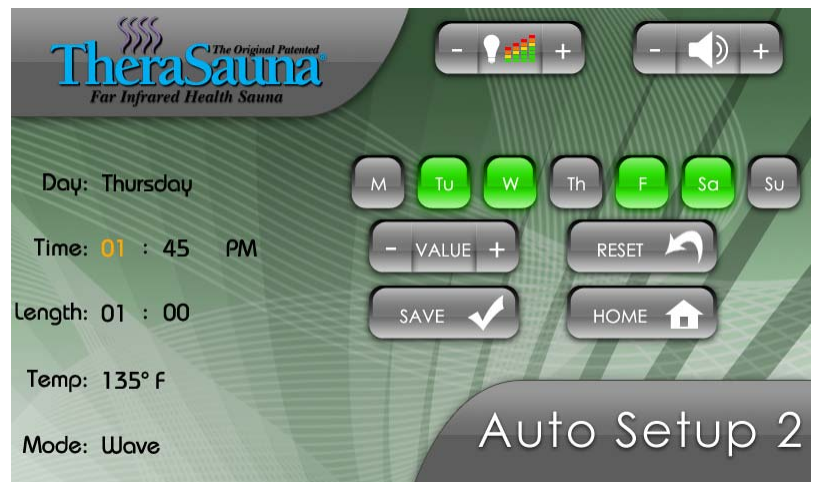 The Original Patented
TheraSauna®
Far Infrared Health Sauna
- +
- +
Day: Thursday
M Tu W Th F Sa Su
Time: 01 : 45 PM
- VALUE +
RESET
Length: 01 : 00
SAVE
HOME
Temp: 135° F
Mode: Wave
Auto Setup 2